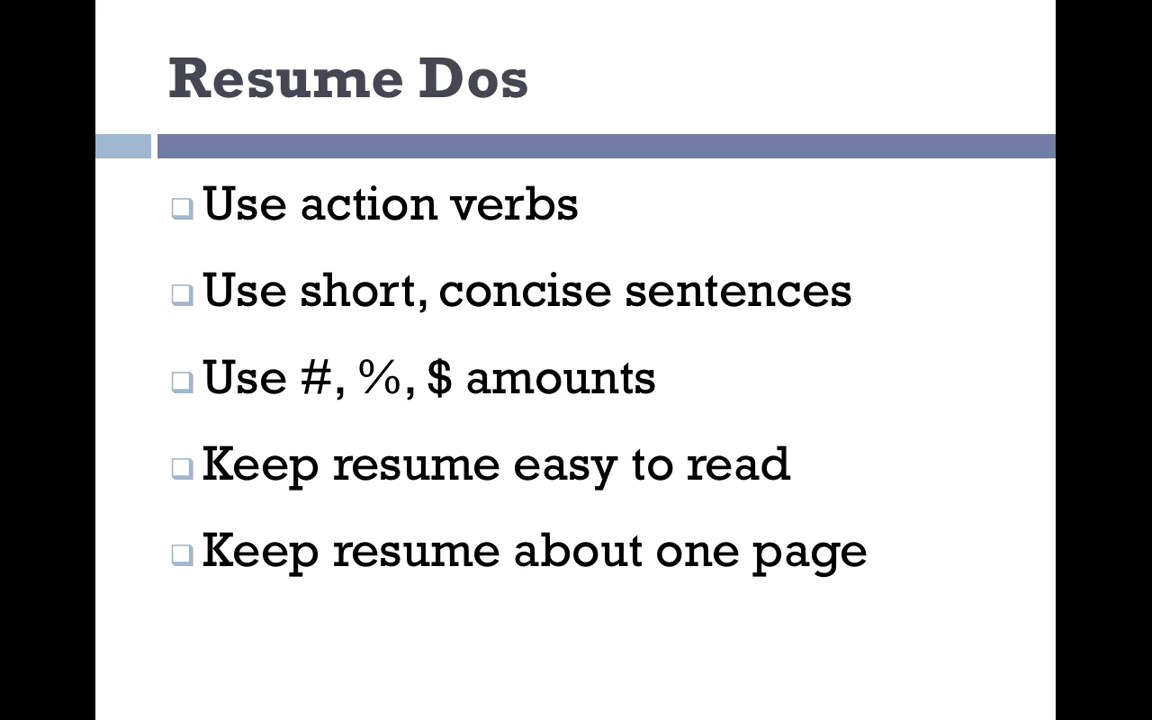 Resume Dos
Use action verbs
Use short, concise sentences
Use #, %, $ amounts
Keep resume easy to read
Keep resume about one page